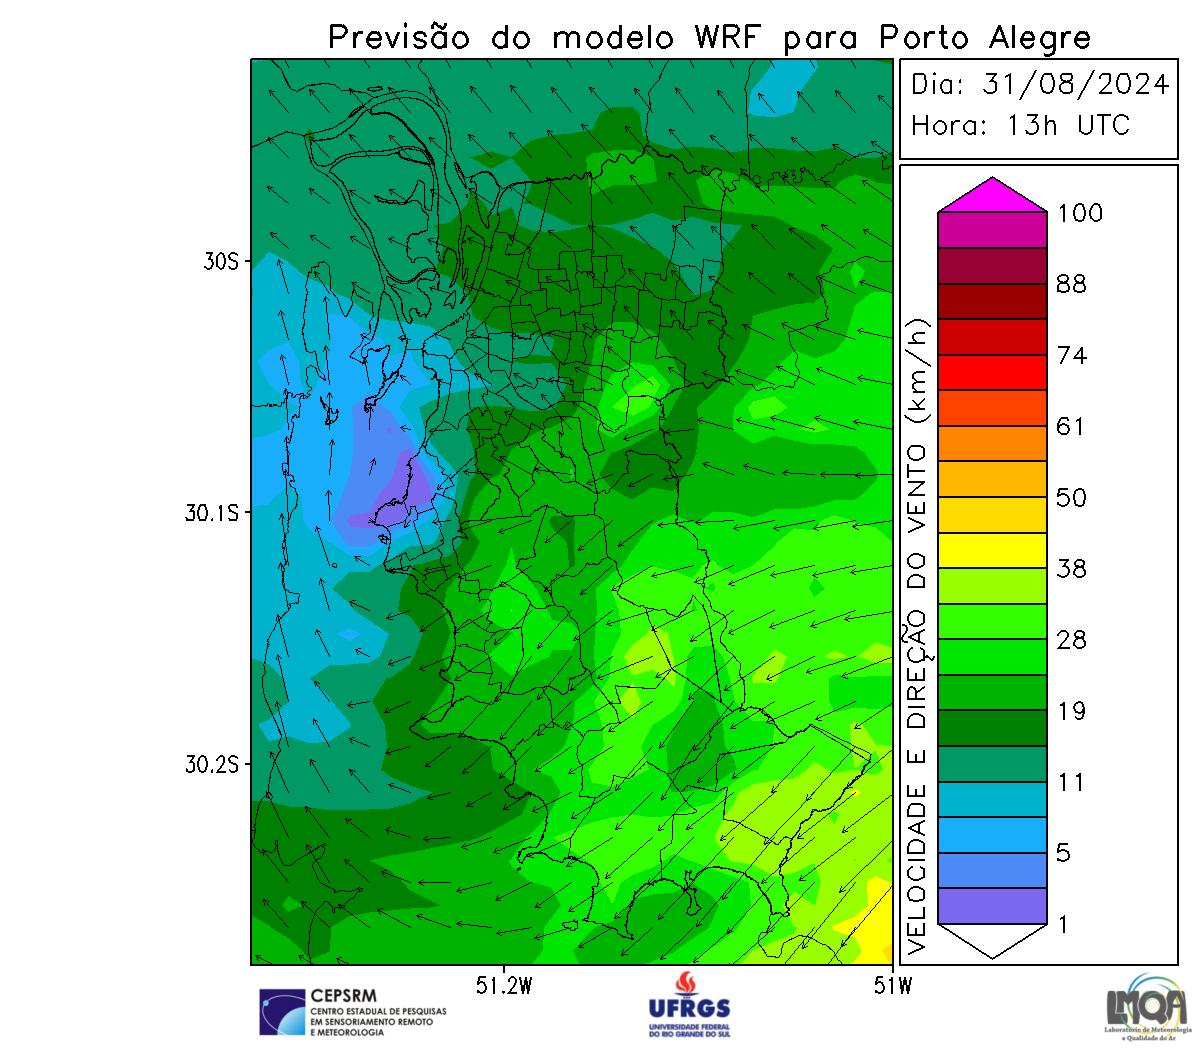 Previsão do modelo WRF para Porto Alegre
Dia: 31/08/2024
Hora: 13h UTC
30S
30.1S
30.2S
51.2W
51W
VELOCIDADE E DIREÇÃO DO VENTO (km/h)
100
88
74
61
50
38
28
19
11
5
1
CEPSRM
CENTRO ESTADUAL DE PESQUISAS
EM SENSORIAMENTO REMOTO
E METEOROLOGIA
UFRGS
UNIVERSIDADE FEDERAL
DO RIO GRANDE DO SUL
LMQA
Laboratório de Meteorologia
e Qualidade do Ar